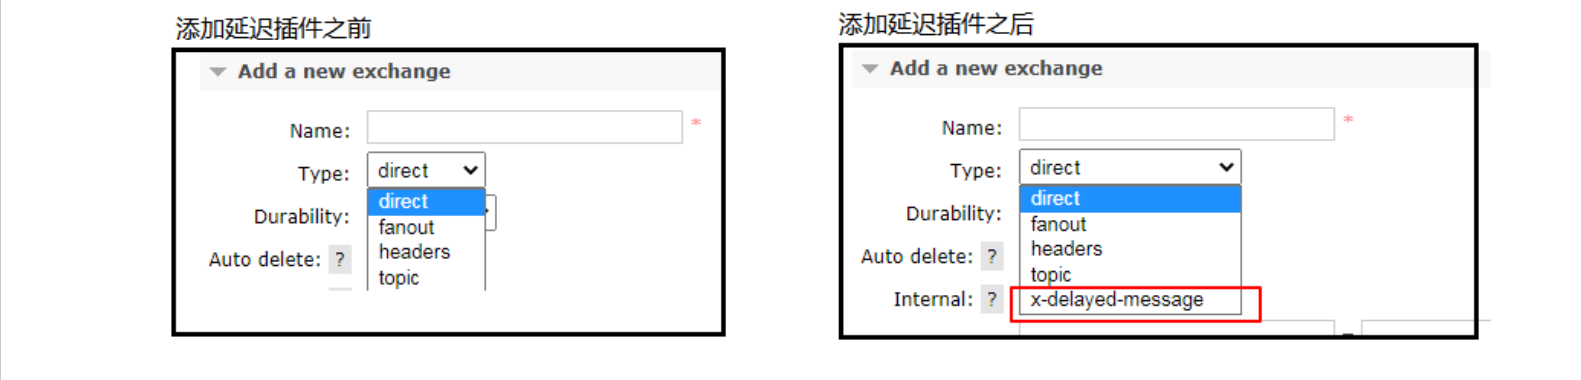 添加延迟插件之前
Add a new exchange
Name:
*
Type:
direct
direct
Durability:
fanout
headers
Auto delete: ?
topic
添加延迟插件之后
Add a new exchange
Name:
*
Type:
direct
direct
Durability:
fanout
headers
Auto delete: ?
topic
Internal: ?
x-delayed-message